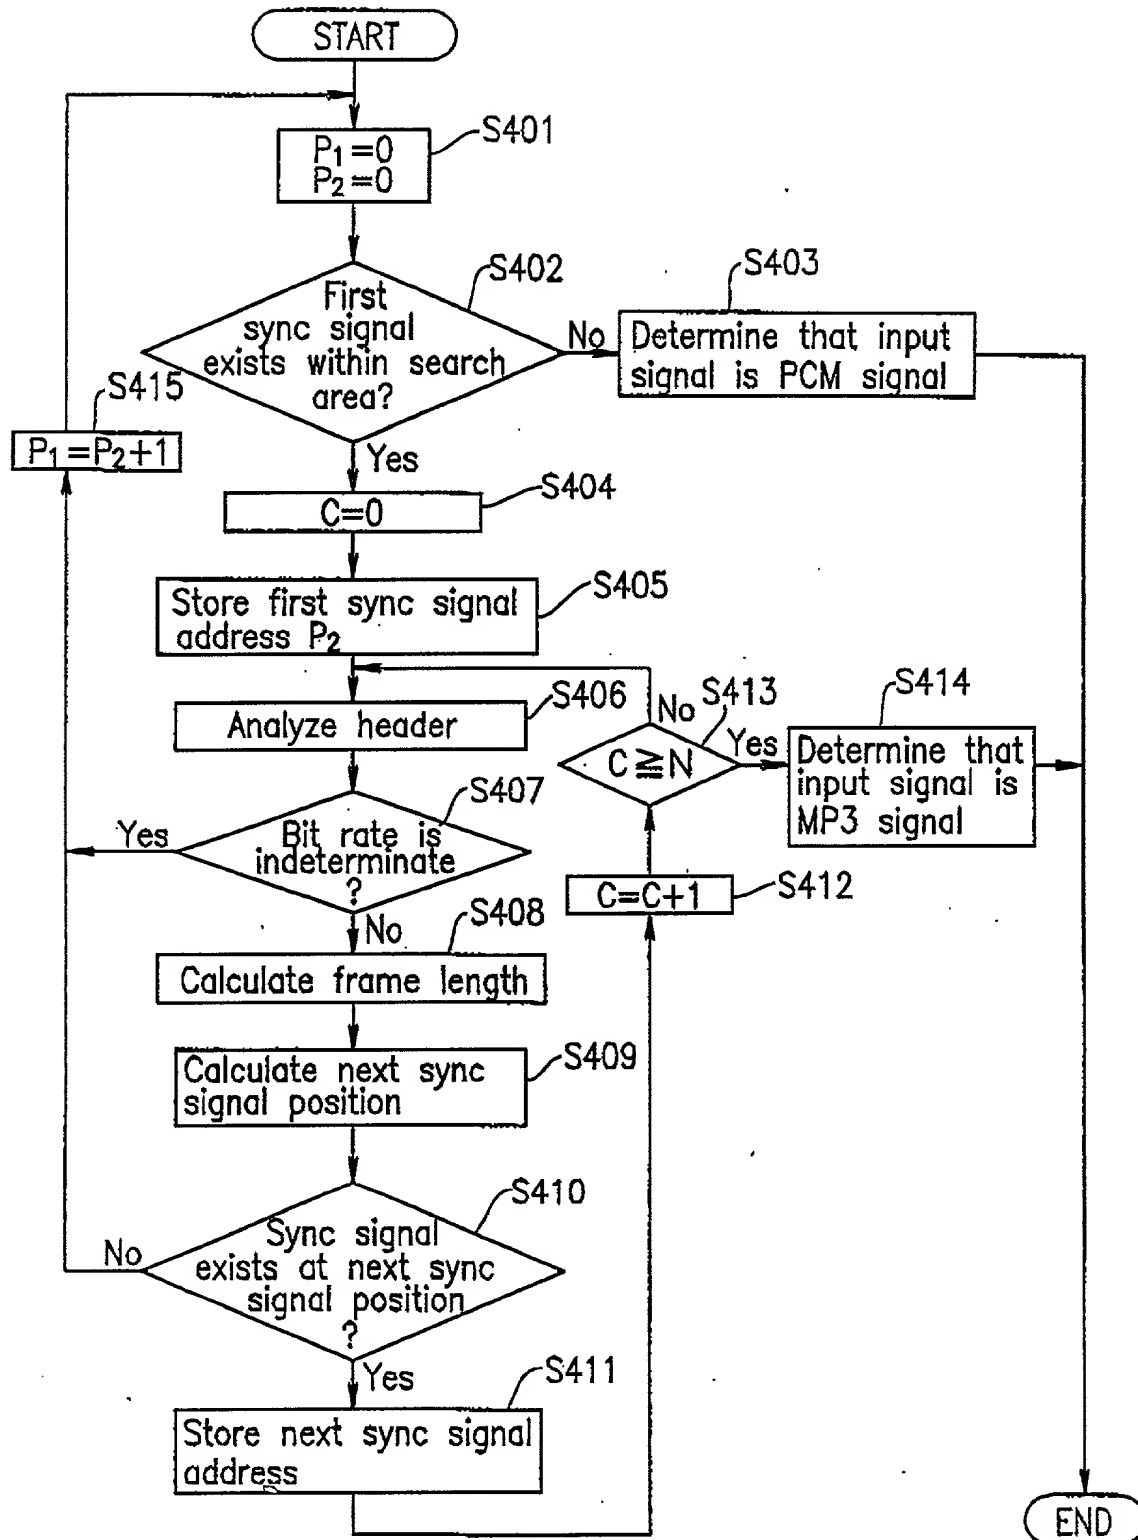 START
S401
P₁=0
P₂=0
S402
First
sync signal
exists within search
area?
No
S403
Determine that input
signal is PCM signal
S415
P₁=P₂+1
Yes
S404
C=0
S405
Store first sync signal
address P₂
S406
Analyze header
S413
No
C≧N
Yes
S414
Determine that
input signal is
MP3 signal
S407
Yes
Bit rate is
indeterminate
?
No
S412
C=C+1
S408
Calculate frame length
S409
Calculate next sync
signal position
S410
No
Sync signal
exists at next sync
signal position
?
Yes
S411
Store next sync signal
address
END